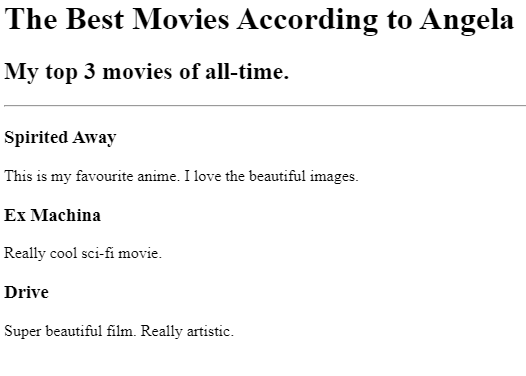 The Best Movies According to Angela
My top 3 movies of all-time.
Spirited Away
This is my favourite anime. I love the beautiful images.
Ex Machina
Really cool sci-fi movie.
Drive
Super beautiful film. Really artistic.